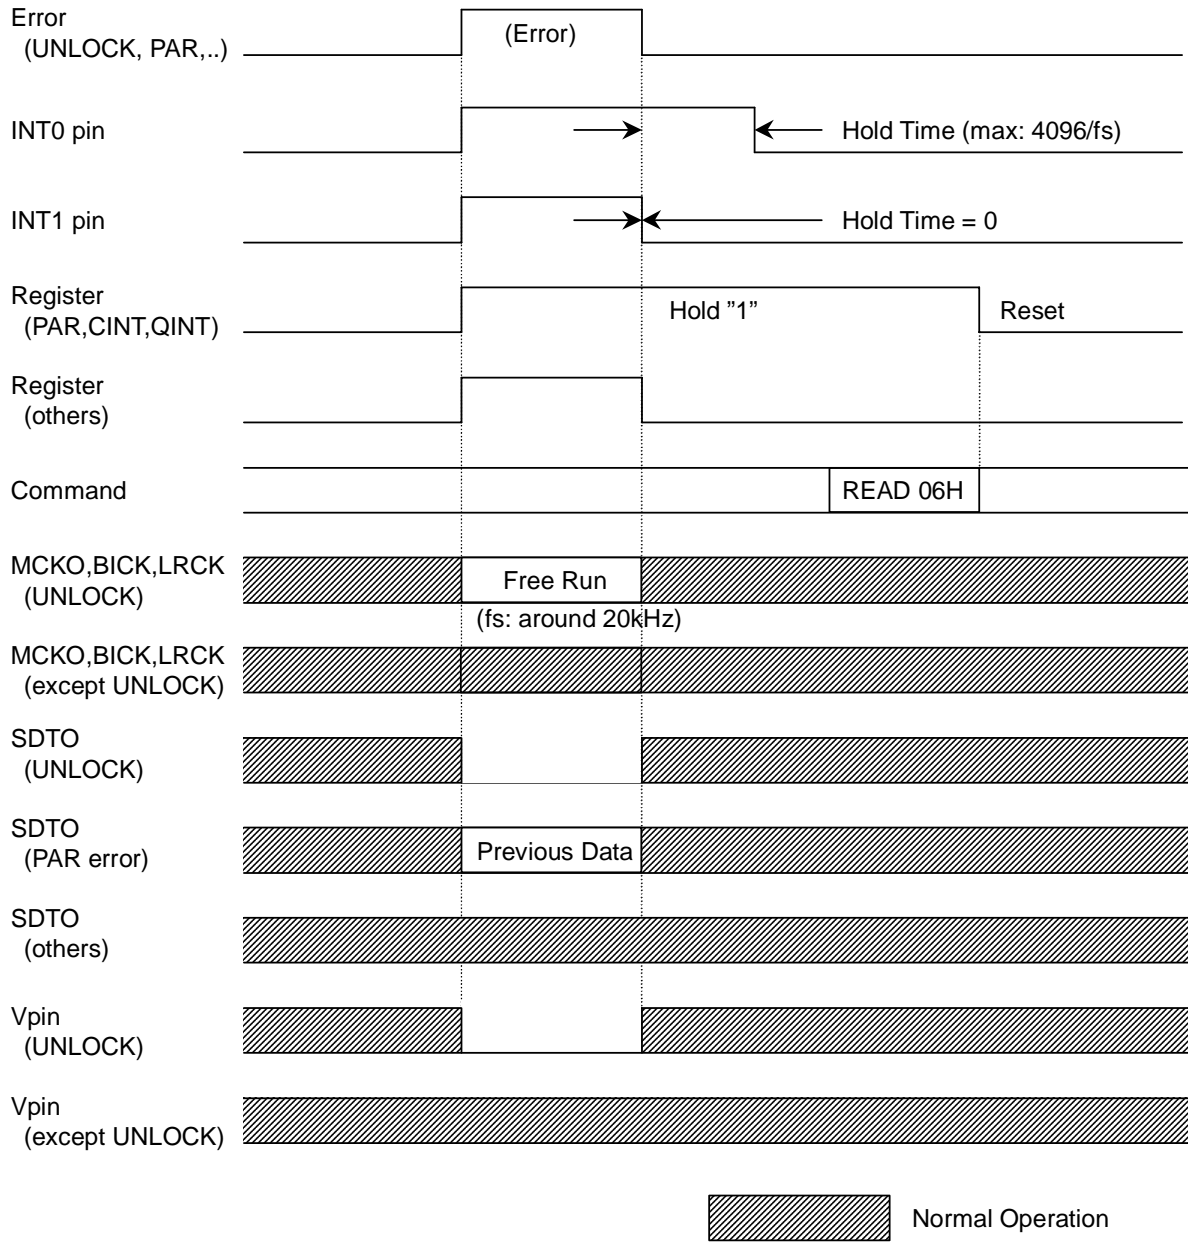 Error
(UNLOCK, PAR,..)
(Error)
INT0 pin
Hold Time (max: 4096/fs)
INT1 pin
Hold Time = 0
Register
(PAR,CINT,QINT)
Hold ”1”
Reset
Register
(others)
Command
READ 06H
MCKO,BICK,LRCK
(UNLOCK)
Free Run
(fs: around 20kHz)
MCKO,BICK,LRCK
(except UNLOCK)
SDTO
(UNLOCK)
SDTO
(PAR error)
Previous Data
SDTO
(others)
Vpin
(UNLOCK)
Vpin
(except UNLOCK)
Normal Operation